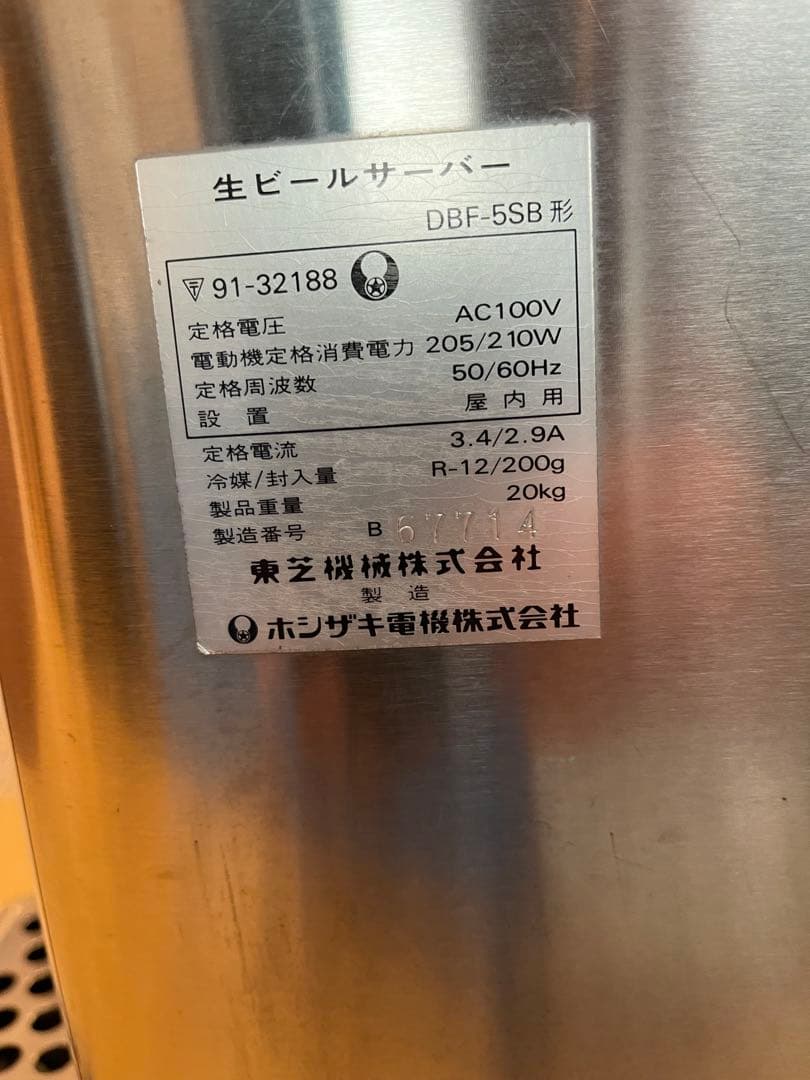 生ビールサーバー
DBF-5SB 形
〒 91-32188
定格電圧 AC100V
電動機定格消費電力 205/210W
定格周波数 50/60Hz
設置 屋内用
定格電流 3.4/2.9A
冷媒/封入量 R-12/200g
製品重量 20kg
製造番号 B 67714
東芝機械株式会社
製造
ホシザキ電機株式会社